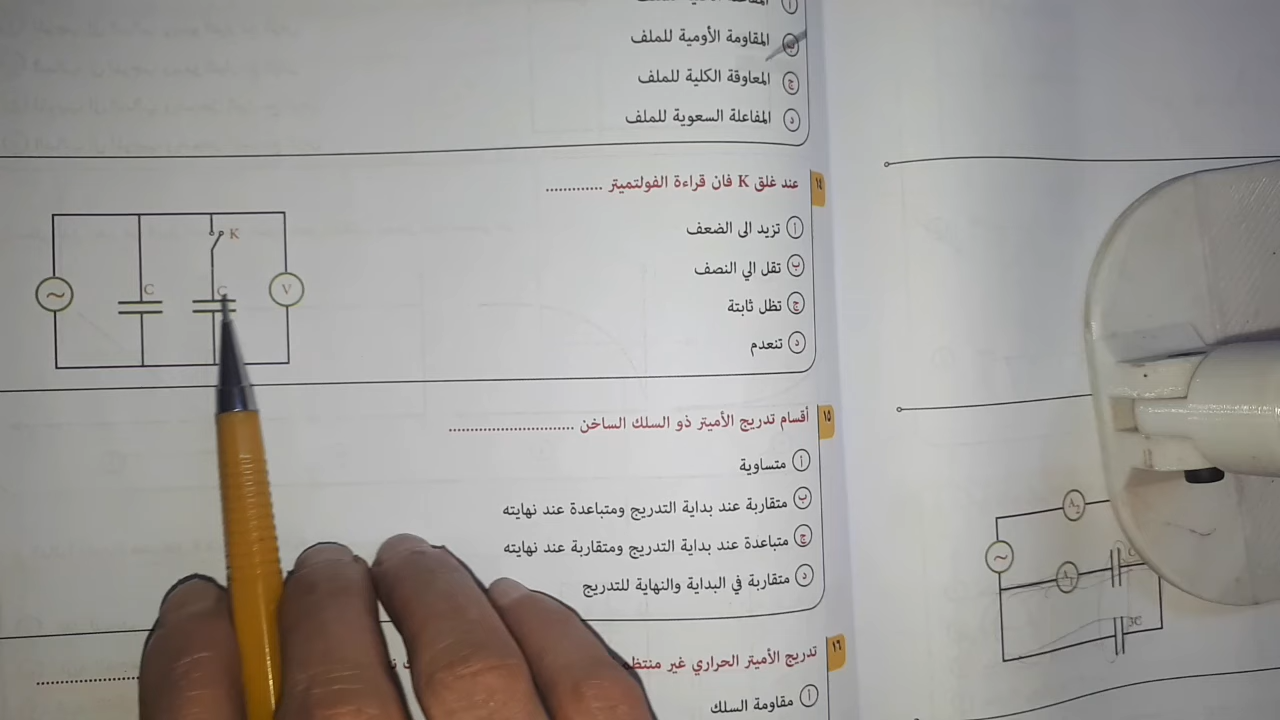 أ
ب المقاومة الأومية للملف
ج المعاوقة الكلية للملف
د المفاعلة السعوية للملف
١٤ عند غلق K فان قراءة الفولتميتر .............
أ تزيد الى الضعف
ب تقل الي النصف
ج تظل ثابتة
د تنعدم
K
C
C
V
١٥ أقسام تدريج الأميتر ذو السلك الساخن ............................
أ متساوية
ب متقاربة عند بداية التدريج ومتباعدة عند نهايته
ج متباعدة عند بداية التدريج ومتقاربة عند نهايته
د متقاربة في البداية والنهاية للتدريج
١٦ تدريج الأميتر الحراري غير .......................
أ مقاومة السلك
A2
A1
C
3C